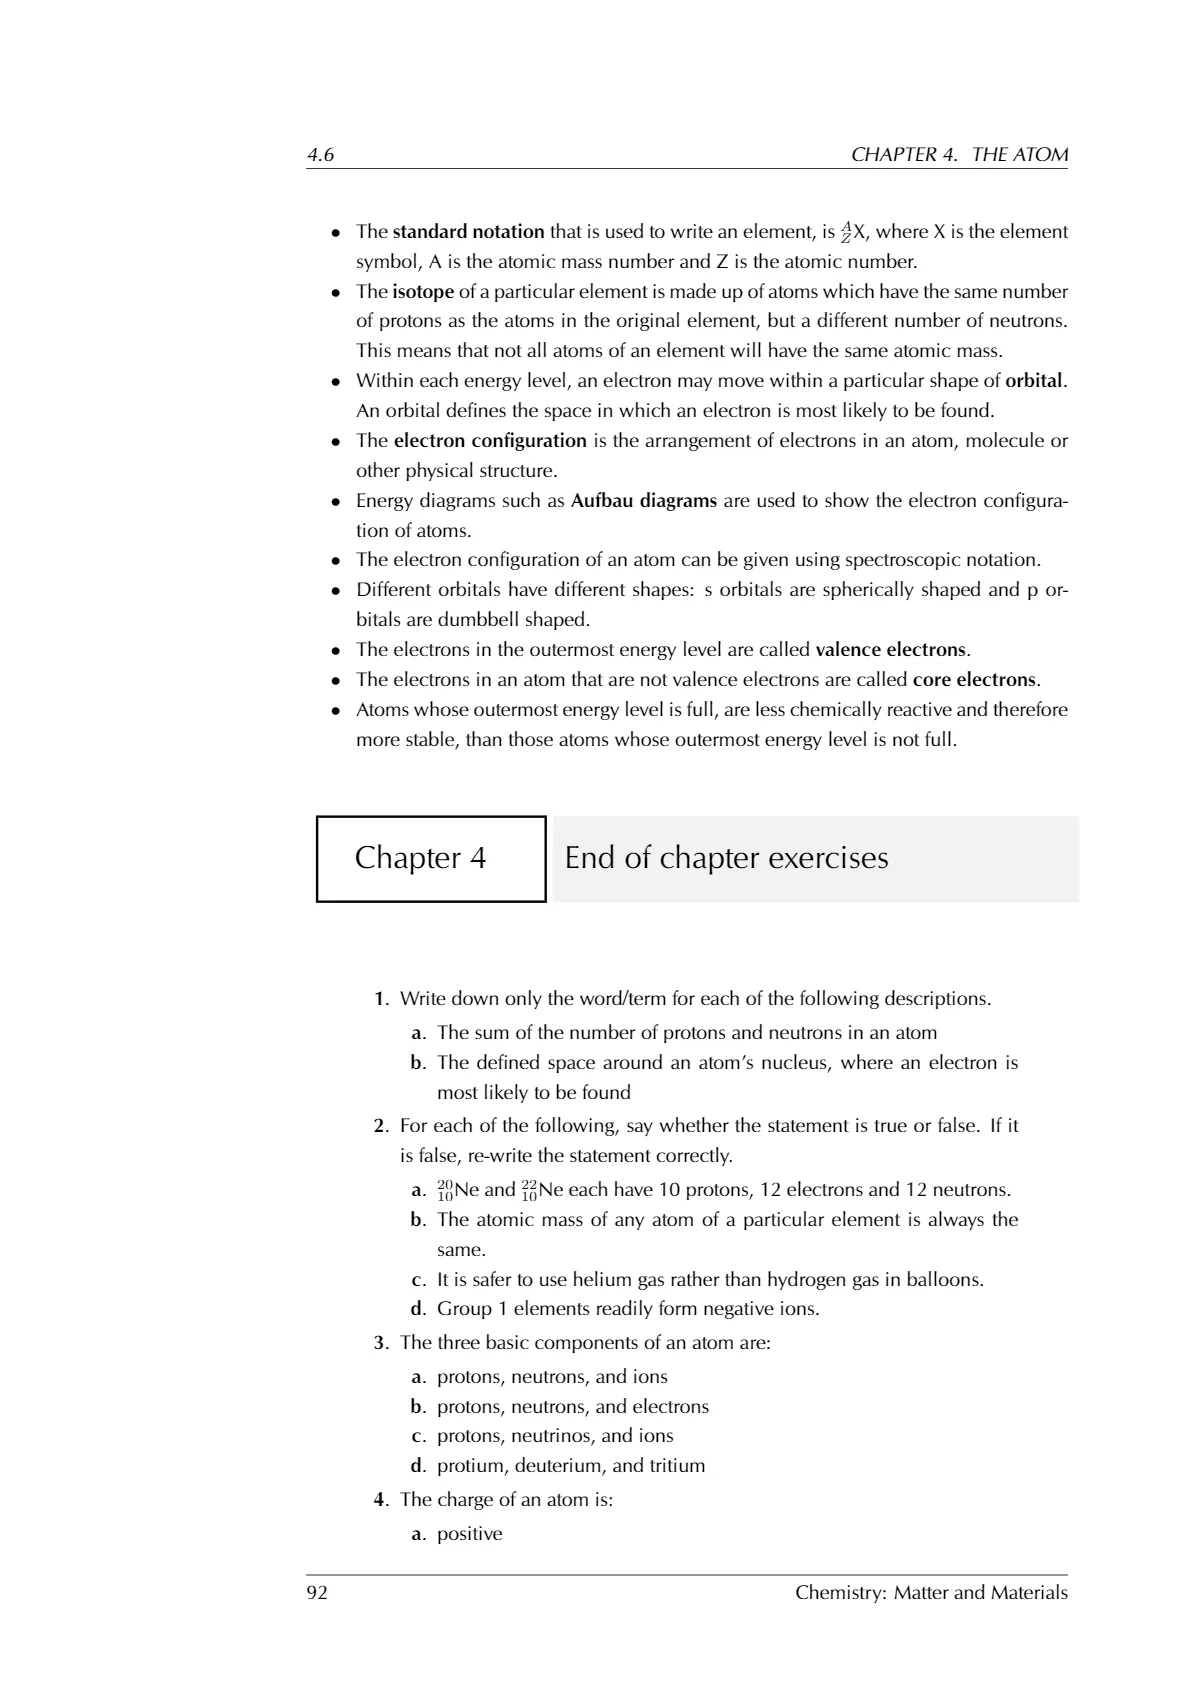 4.6 CHAPTER 4. THE ATOM
• The standard notation that is used to write an element, is ᴬ_Z X, where X is the element
symbol, A is the atomic mass number and Z is the atomic number.
• The isotope of a particular element is made up of atoms which have the same number
of protons as the atoms in the original element, but a different number of neutrons.
This means that not all atoms of an element will have the same atomic mass.
• Within each energy level, an electron may move within a particular shape of orbital.
An orbital defines the space in which an electron is most likely to be found.
• The electron configuration is the arrangement of electrons in an atom, molecule or
other physical structure.
• Energy diagrams such as Aufbau diagrams are used to show the electron configura-
tion of atoms.
• The electron configuration of an atom can be given using spectroscopic notation.
• Different orbitals have different shapes: s orbitals are spherically shaped and p or-
bitals are dumbbell shaped.
• The electrons in the outermost energy level are called valence electrons.
• The electrons in an atom that are not valence electrons are called core electrons.
• Atoms whose outermost energy level is full, are less chemically reactive and therefore
more stable, than those atoms whose outermost energy level is not full.
Chapter 4 End of chapter exercises
1. Write down only the word/term for each of the following descriptions.
a. The sum of the number of protons and neutrons in an atom
b. The defined space around an atom's nucleus, where an electron is
most likely to be found
2. For each of the following, say whether the statement is true or false. If it
is false, re-write the statement correctly.
a. ²⁰₁₀Ne and ²²₁₀Ne each have 10 protons, 12 electrons and 12 neutrons.
b. The atomic mass of any atom of a particular element is always the
same.
c. It is safer to use helium gas rather than hydrogen gas in balloons.
d. Group 1 elements readily form negative ions.
3. The three basic components of an atom are:
a. protons, neutrons, and ions
b. protons, neutrons, and electrons
c. protons, neutrinos, and ions
d. protium, deuterium, and tritium
4. The charge of an atom is:
a. positive
92 Chemistry: Matter and Materials